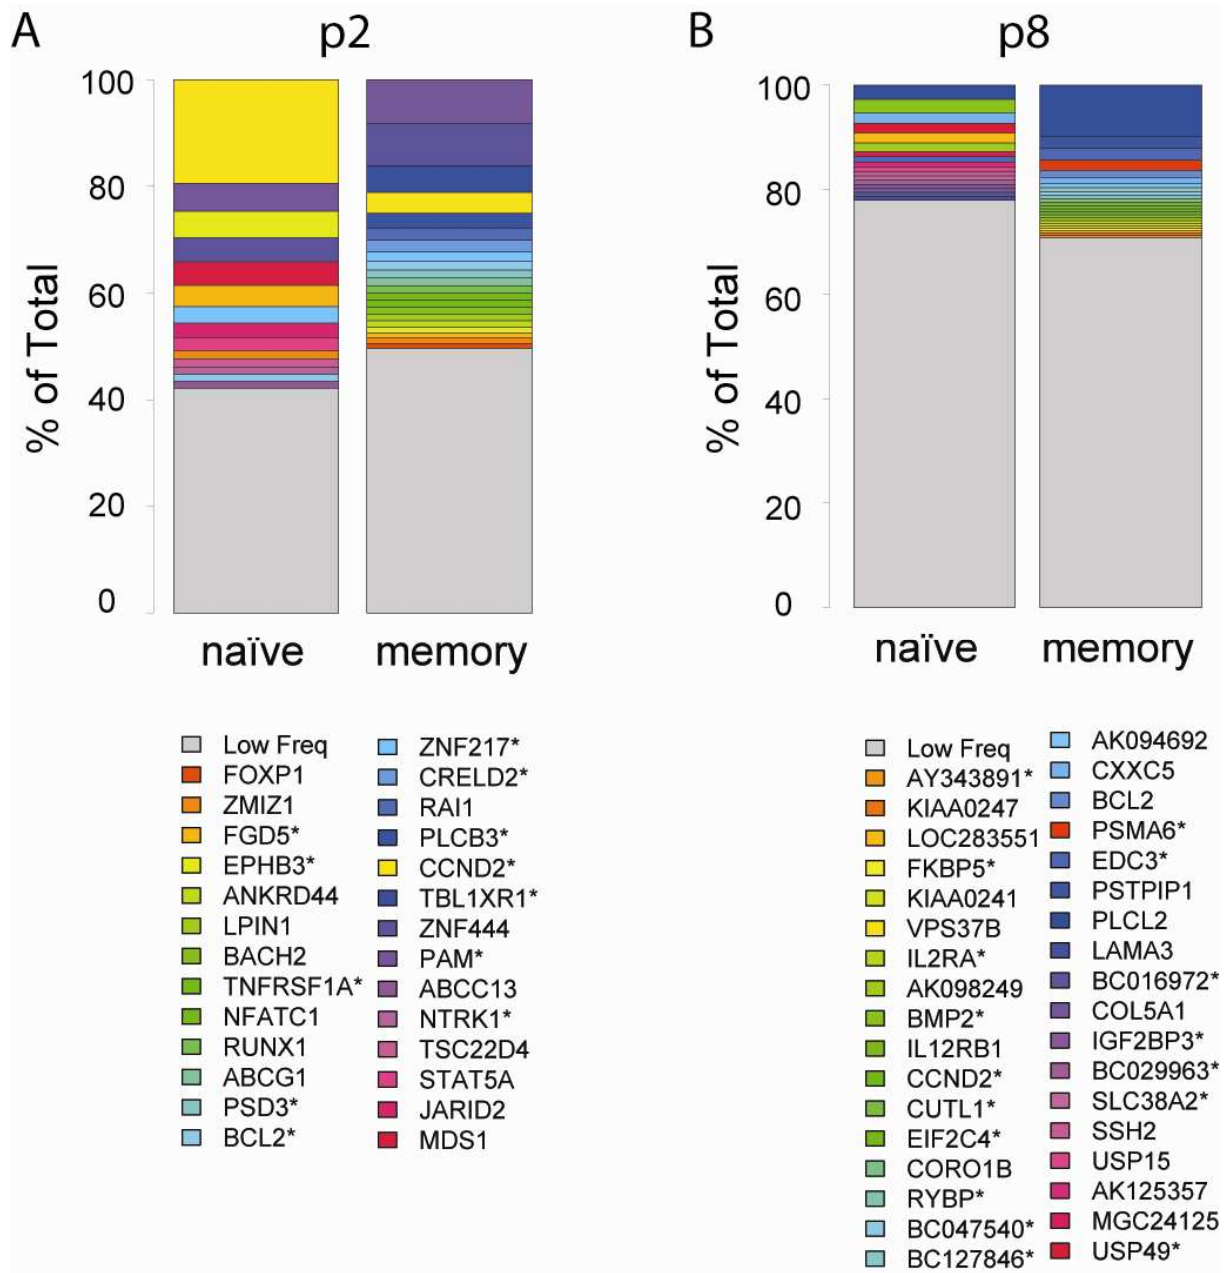 A
p2
% of Total
100
80
60
40
20
0
naïve
memory
Low Freq
FOXP1
ZMIZ1
FGD5*
EPHB3*
ANKRD44
LPIN1
BACH2
TNFRSF1A*
NFATC1
RUNX1
ABCG1
PSD3*
BCL2*
ZNF217*
CRELD2*
RAI1
PLCB3*
CCND2*
TBL1XR1*
ZNF444
PAM*
ABCC13
NTRK1*
TSC22D4
STAT5A
JARID2
MDS1
B
p8
% of Total
100
80
60
40
20
0
naïve
memory
Low Freq
AY343891*
KIAA0247
LOC283551
FKBP5*
KIAA0241
VPS37B
IL2RA*
AK098249
BMP2*
IL12RB1
CCND2*
CUTL1*
EIF2C4*
CORO1B
RYBP*
BC047540*
BC127846*
AK094692
CXXC5
BCL2
PSMA6*
EDC3*
PSTPIP1
PLCL2
LAMA3
BC016972*
COL5A1
IGF2BP3*
BC029963*
SLC38A2*
SSH2
USP15
AK125357
MGC24125
USP49*